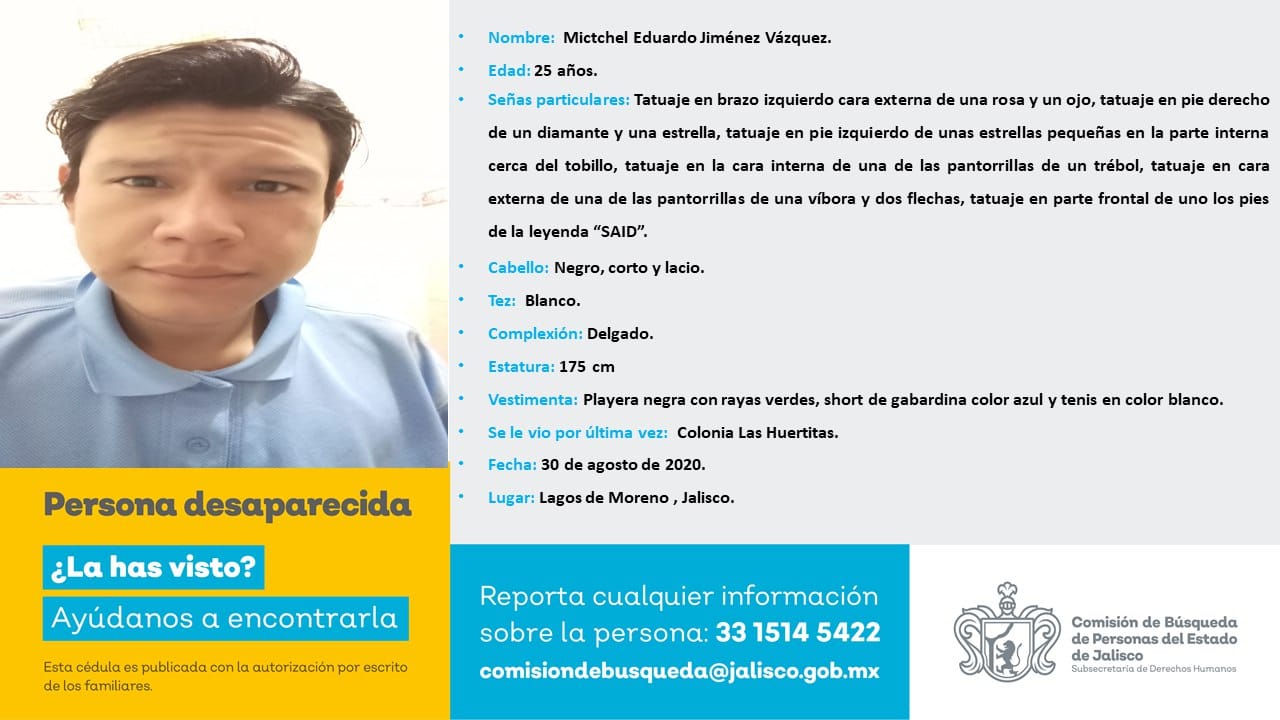 Nombre: Mictchel Eduardo Jiménez Vázquez.
Edad: 25 años.
Señas particulares: Tatuaje en brazo izquierdo cara externa de una rosa y un ojo, tatuaje en pie derecho
de un diamante y una estrella, tatuaje en pie izquierdo de unas estrellas pequeñas en la parte interna
cerca del tobillo, tatuaje en la cara interna de una de las pantorrillas de un trébol, tatuaje en cara
externa de una de las pantorrillas de una víbora y dos flechas, tatuaje en parte frontal de uno los pies
de la leyenda “SAID”.
Cabello: Negro, corto y lacio.
Tez: Blanco.
Complexión: Delgado.
Estatura: 175 cm
Vestimenta: Playera negra con rayas verdes, short de gabardina color azul y tenis en color blanco.
Se le vio por última vez: Colonia Las Huertitas.
Fecha: 30 de agosto de 2020.
Lugar: Lagos de Moreno , Jalisco.
Persona desaparecida
¿La has visto?
Ayúdanos a encontrarla
Esta cédula es publicada con la autorización por escrito
de los familiares.
Reporta cualquier información
sobre la persona: 33 1514 5422
comisiondebusqueda@jalisco.gob.mx
Comisión de Búsqueda
de Personas del Estado
de Jalisco
Subsecretaría de Derechos Humanos